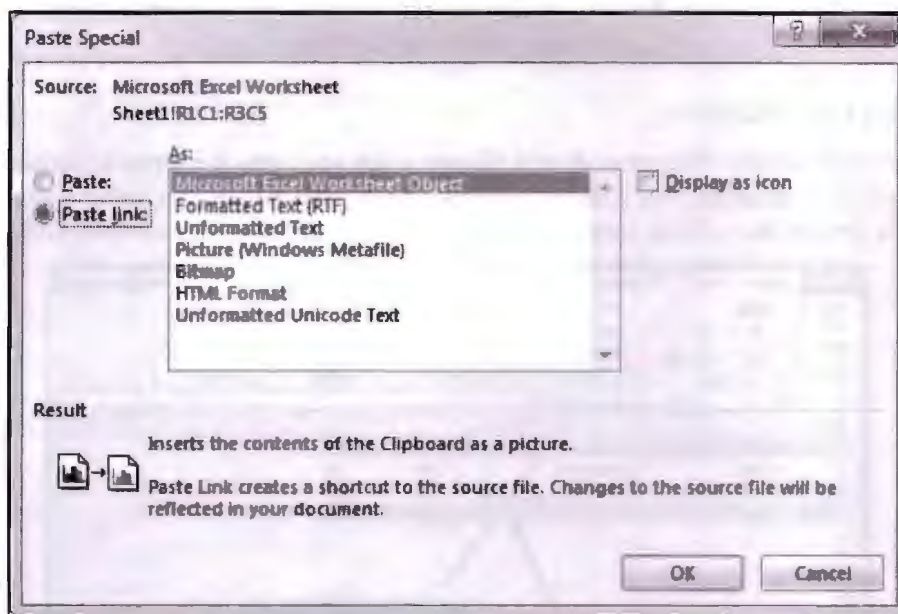 Paste Special
Source: Microsoft Excel Worksheet
Sheet1!R1C1:R3C5
As:
Paste:
Paste link:
Microsoft Excel Worksheet Object
Formatted Text (RTF)
Unformatted Text
Picture (Windows Metafile)
Bitmap
HTML Format
Unformatted Unicode Text
Display as icon
Result
Inserts the contents of the Clipboard as a picture.
Paste Link creates a shortcut to the source file. Changes to the source file will be
reflected in your document.
OK
Cancel